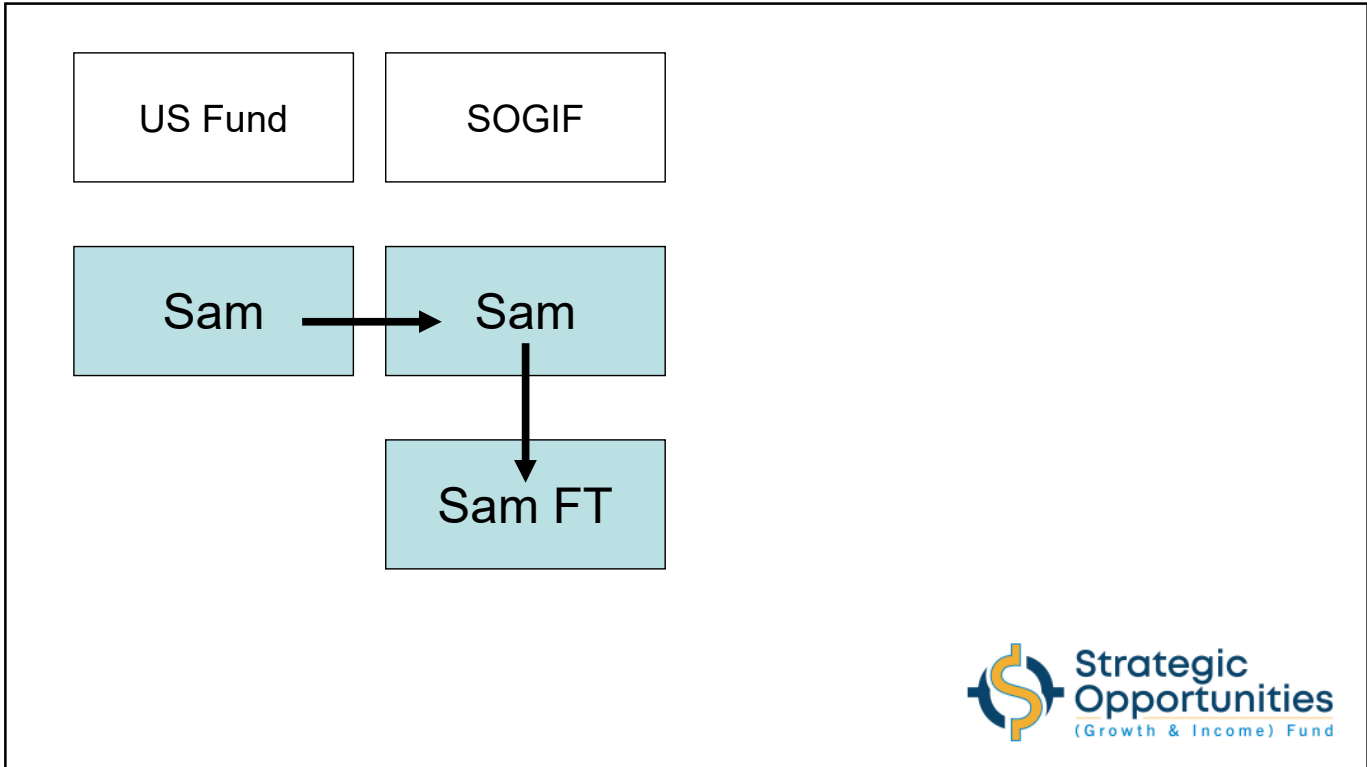 US Fund
SOGIF
Sam
Sam
Sam FT
Strategic
Opportunities
(Growth & Income) Fund